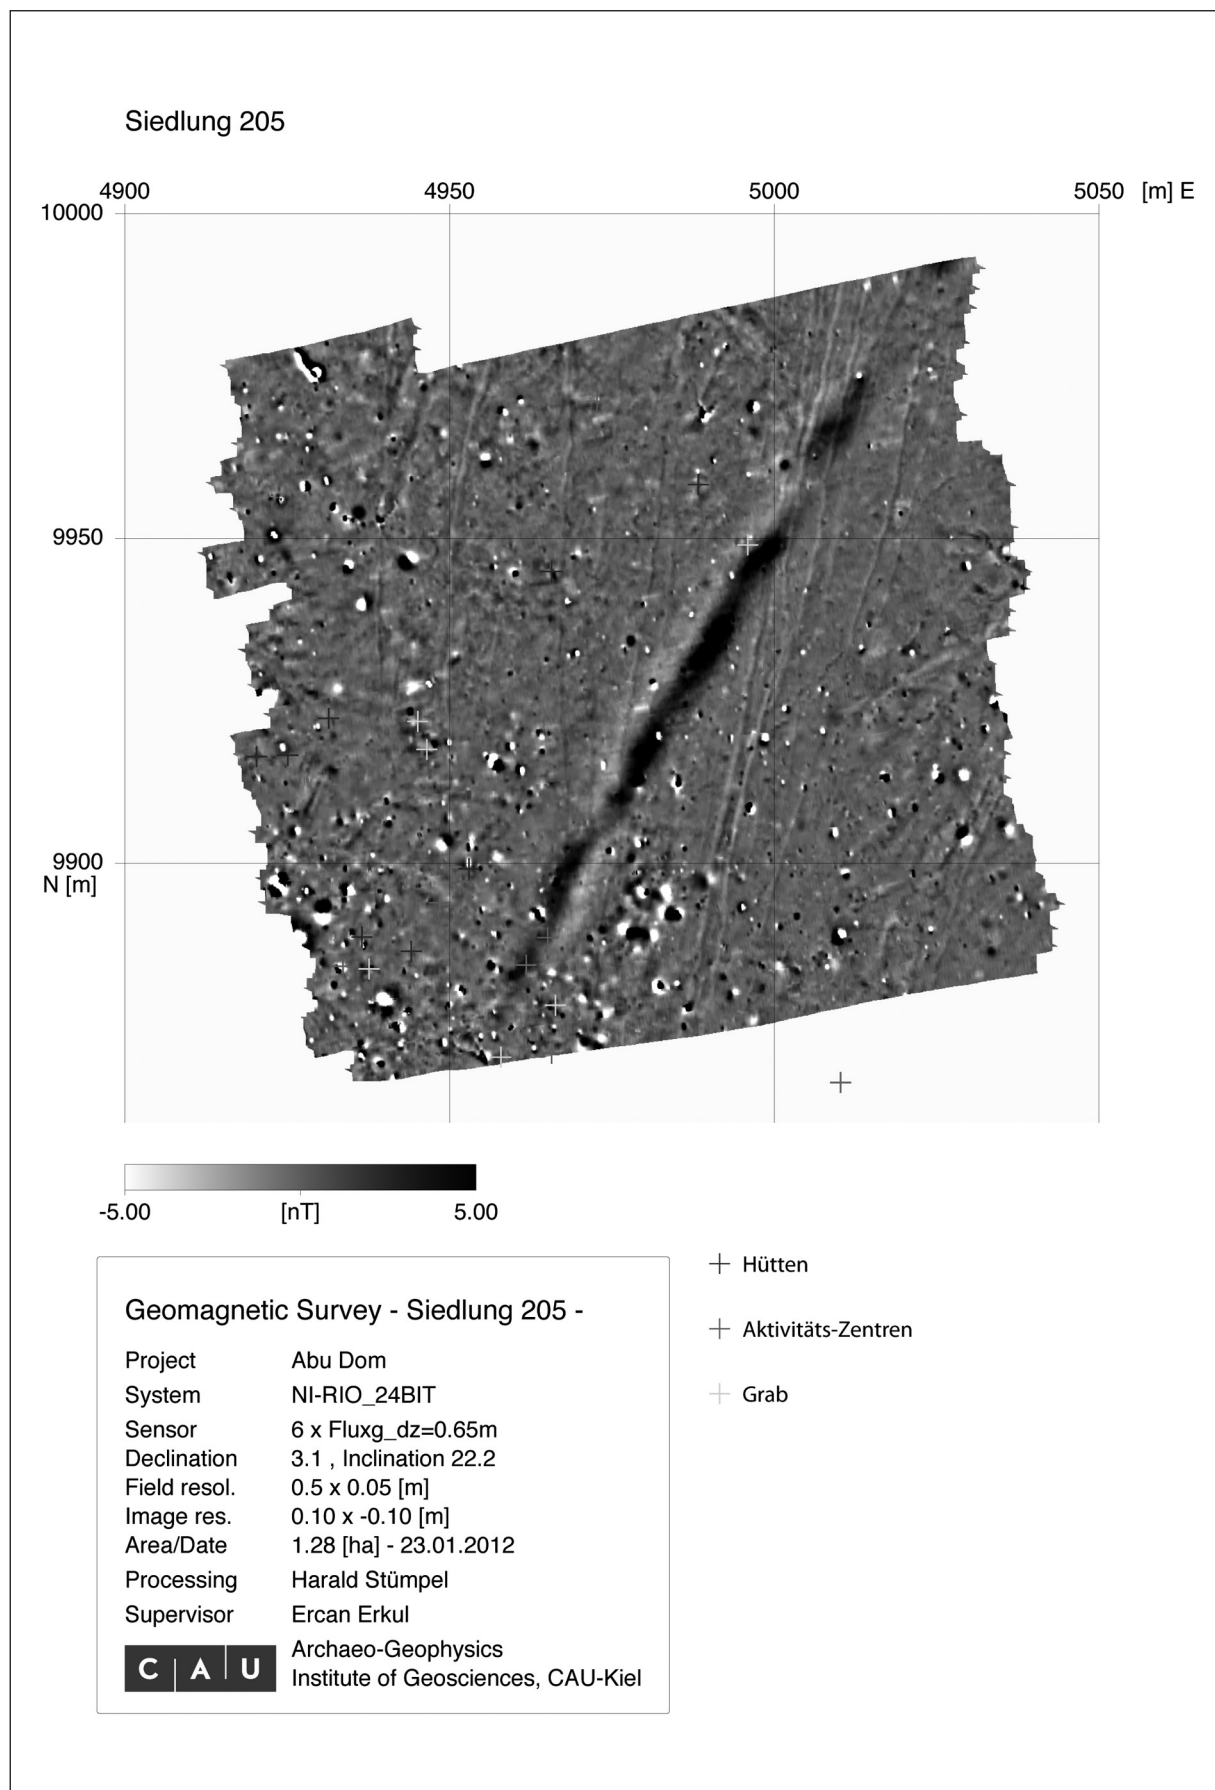 Siedlung 205
4900 4950 5000 5050 [m] E
10000
9950
9900
N [m]
-5.00 [nT] 5.00
Hütten
Aktivitäts-Zentren
Grab
Geomagnetic Survey - Siedlung 205 -
Project Abu Dom
System NI-RIO_24BIT
Sensor 6 x Fluxg_dz=0.65m
Declination 3.1 , Inclination 22.2
Field resol. 0.5 x 0.05 [m]
Image res. 0.10 x -0.10 [m]
Area/Date 1.28 [ha] - 23.01.2012
Processing Harald Stümpel
Supervisor Ercan Erkul
C A U
Archaeo-Geophysics
Institute of Geosciences, CAU-Kiel